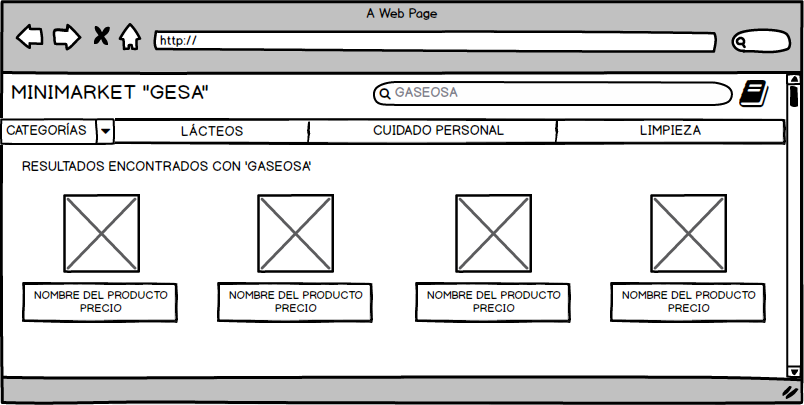 A Web Page
http://
MINIMARKET "GESA"
GASEOSA
CATEGORÍAS
LÁCTEOS
CUIDADO PERSONAL
LIMPIEZA
RESULTADOS ENCONTRADOS CON 'GASEOSA'
NOMBRE DEL PRODUCTO
PRECIO
NOMBRE DEL PRODUCTO
PRECIO
NOMBRE DEL PRODUCTO
PRECIO
NOMBRE DEL PRODUCTO
PRECIO